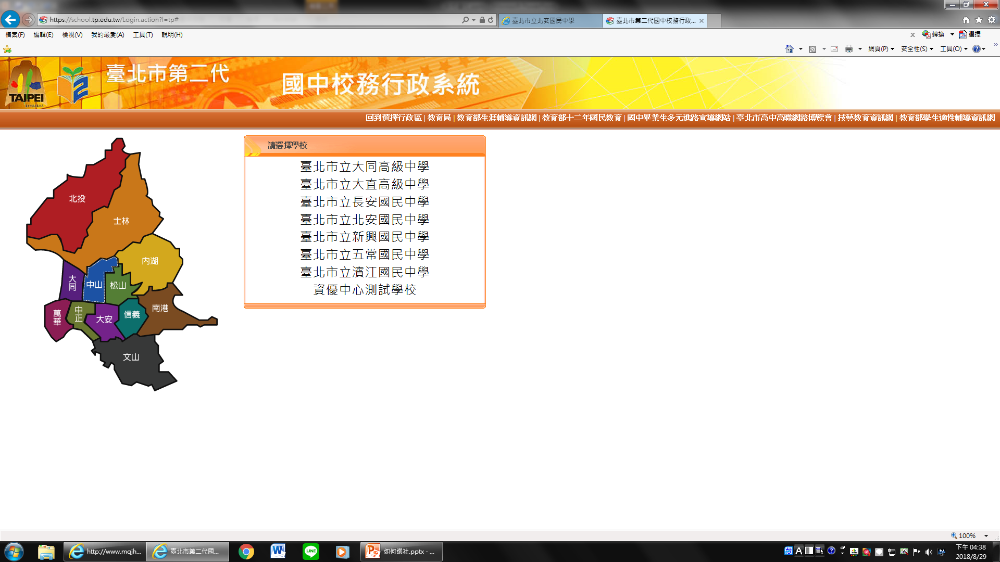 https://school.tp.edu.tw/Login.action?l=tp#
臺北市立北安國民中學
臺北市第二代國中校務行政...
檔案(F) 編輯(E) 檢視(V) 我的最愛(A) 工具(T) 說明(H)
轉換 選擇
網頁(P) 安全性(S) 工具(O)
TAIPEI
臺北市第二代
國中校務行政系統
回到選擇行政區 | 教育局 | 教育部生涯輔導資訊網 | 教育部十二年國民教育 | 國中畢業生多元進路宣導網站 | 臺北市高中高職網路博覽會 | 技藝教育資訊網 | 教育部學生適性輔導資訊網
請選擇學校
臺北市立大同高級中學
臺北市立大直高級中學
臺北市立長安國民中學
臺北市立北安國民中學
臺北市立新興國民中學
臺北市立五常國民中學
臺北市立濱江國民中學
資優中心測試學校
北投
士林
內湖
大同
中山
松山
萬華
中正
大安
信義
南港
文山
100%
http://www.mqjh...
臺北市第二代國...
LINE
如何選社.pptx - ...
下午 04:38
2018/8/29